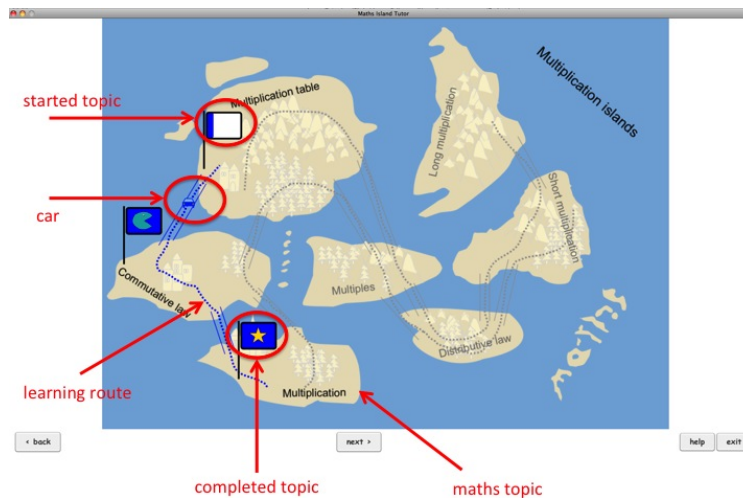 Maths Island Tutor
Multiplication islands
started topic
Multiplication table
Long multiplication
Short multiplication
car
Commutative law
Multiples
Distributive law
maths
learning route
Multiplication
< back
next >
help
exit
completed topic
maths topic